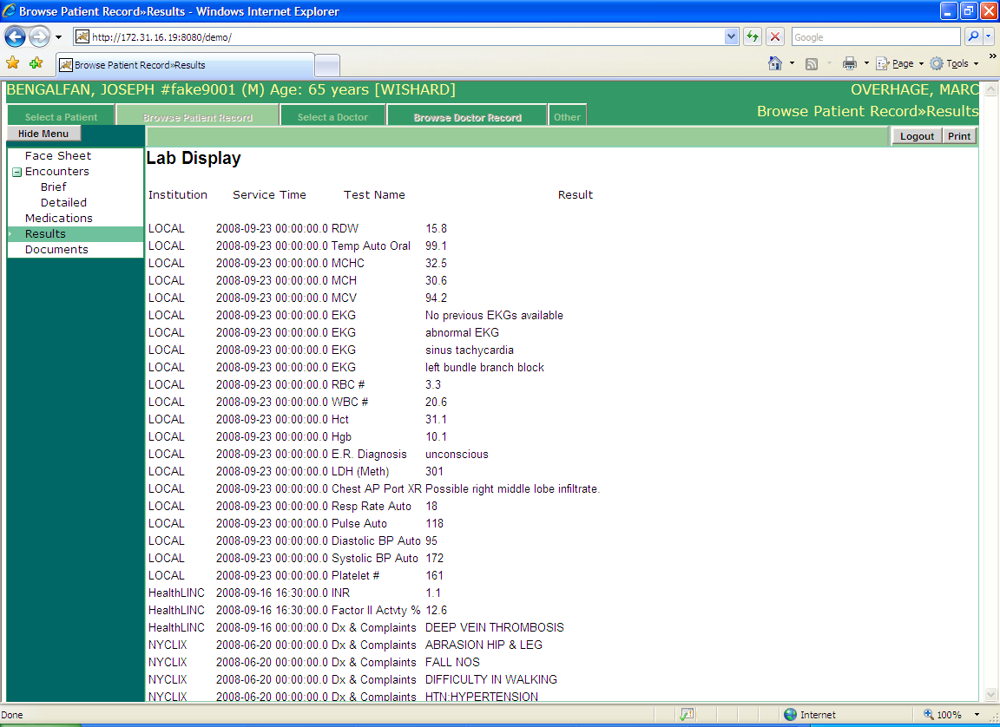 Browse Patient Record»Results - Windows Internet Explorer
http://172.31.16.19:8080/demo/
Google
Browse Patient Record»Results
Page
Tools
»
BENGALFAN, JOSEPH #fake9001 (M) Age: 65 years [WISHARD]
OVERHAGE, MARC
Select a Patient
Browse Patient Record
Select a Doctor
Browse Doctor Record
Other
Browse Patient Record»Results
Hide Menu
Logout
Print
Face Sheet
Encounters
Brief
Detailed
Medications
Results
Documents
Lab Display
Institution Service Time Test Name Result
LOCAL 2008-09-23 00:00:00.0 RDW 15.8
LOCAL 2008-09-23 00:00:00.0 Temp Auto Oral 99.1
LOCAL 2008-09-23 00:00:00.0 MCHC 32.5
LOCAL 2008-09-23 00:00:00.0 MCH 30.6
LOCAL 2008-09-23 00:00:00.0 MCV 94.2
LOCAL 2008-09-23 00:00:00.0 EKG No previous EKGs available
LOCAL 2008-09-23 00:00:00.0 EKG abnormal EKG
LOCAL 2008-09-23 00:00:00.0 EKG sinus tachycardia
LOCAL 2008-09-23 00:00:00.0 EKG left bundle branch block
LOCAL 2008-09-23 00:00:00.0 RBC # 3.3
LOCAL 2008-09-23 00:00:00.0 WBC # 20.6
LOCAL 2008-09-23 00:00:00.0 Hct 31.1
LOCAL 2008-09-23 00:00:00.0 Hgb 10.1
LOCAL 2008-09-23 00:00:00.0 E.R. Diagnosis unconscious
LOCAL 2008-09-23 00:00:00.0 LDH (Meth) 301
LOCAL 2008-09-23 00:00:00.0 Chest AP Port XR Possible right middle lobe infiltrate.
LOCAL 2008-09-23 00:00:00.0 Resp Rate Auto 18
LOCAL 2008-09-23 00:00:00.0 Pulse Auto 118
LOCAL 2008-09-23 00:00:00.0 Diastolic BP Auto 95
LOCAL 2008-09-23 00:00:00.0 Systolic BP Auto 172
LOCAL 2008-09-23 00:00:00.0 Platelet # 161
HealthLINC 2008-09-16 16:30:00.0 INR 1.1
HealthLINC 2008-09-16 16:30:00.0 Factor II Actvty % 12.6
HealthLINC 2008-09-16 00:00:00.0 Dx & Complaints DEEP VEIN THROMBOSIS
NYCLIX 2008-06-20 00:00:00.0 Dx & Complaints ABRASION HIP & LEG
NYCLIX 2008-06-20 00:00:00.0 Dx & Complaints FALL NOS
NYCLIX 2008-06-20 00:00:00.0 Dx & Complaints DIFFICULTY IN WALKING
NYCLIX 2008-06-20 00:00:00.0 Dx & Complaints HTN:HYPERTENSION
Done
Internet
100%